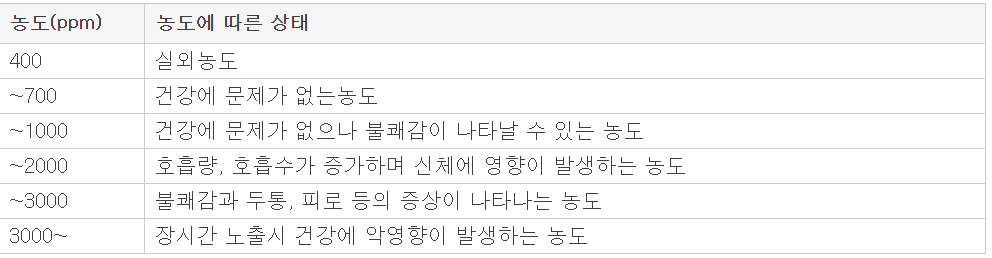 농도(ppm) 농도에 따른 상태
400 실외농도
~700 건강에 문제가 없는농도
~1000 건강에 문제가 없으나 불쾌감이 나타날 수 있는 농도
~2000 호흡량, 호흡수가 증가하며 신체에 영향이 발생하는 농도
~3000 불쾌감과 두통, 피로 등의 증상이 나타나는 농도
3000~ 장시간 노출시 건강에 악영향이 발생하는 농도